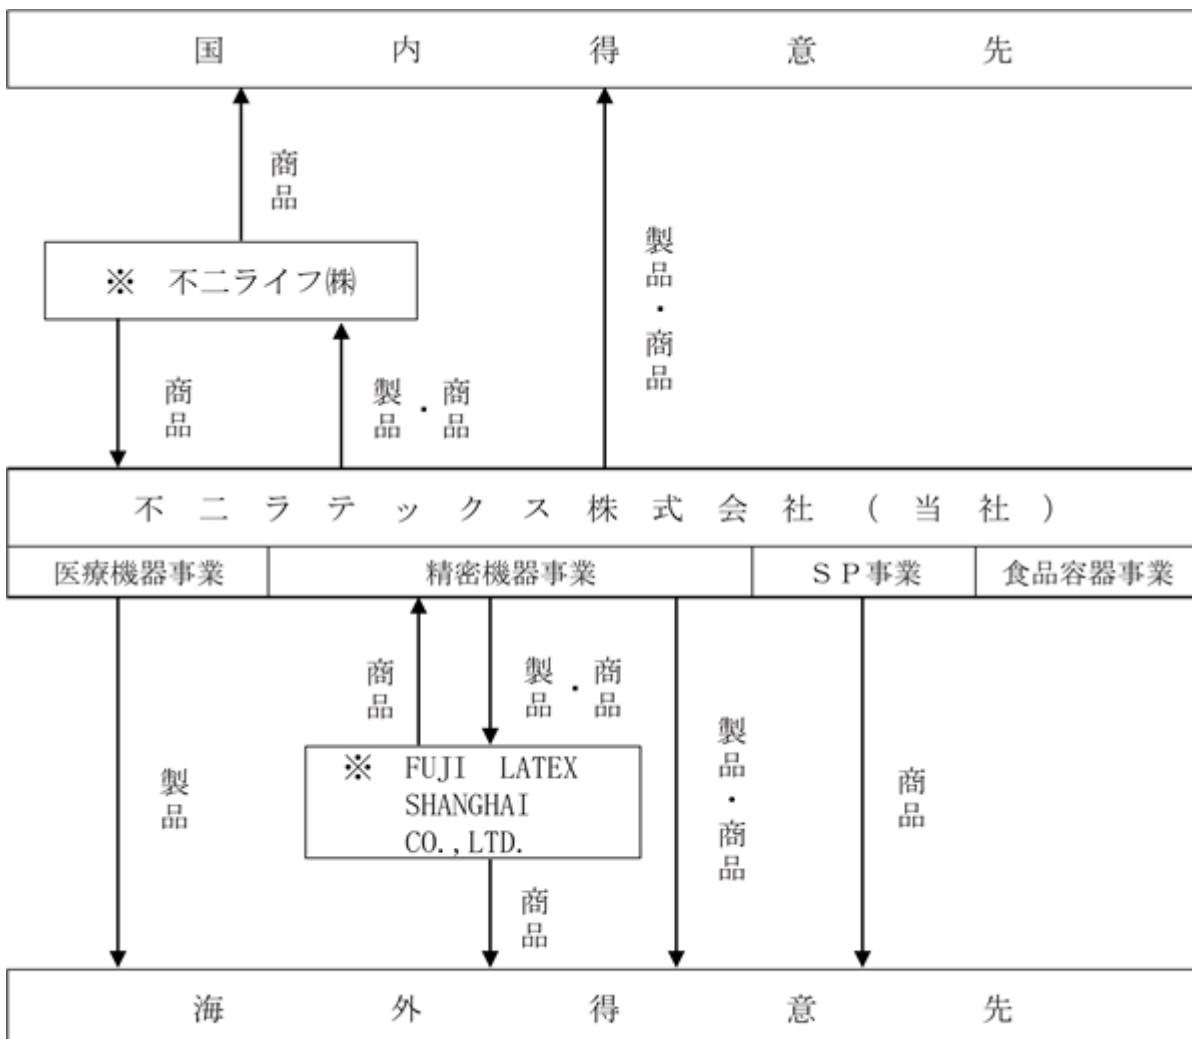 国内得意先
商品
製品・商品
※ 不二ライフ㈱
商品
製品・商品
不二ラテックス株式会社(当社)
医療機器事業
精密機器事業
ＳＰ事業
食品容器事業
商品
製品・商品
製品・商品
製品
商品
※ FUJI LATEX
SHANGHAI
CO.,LTD.
商品
海外得意先